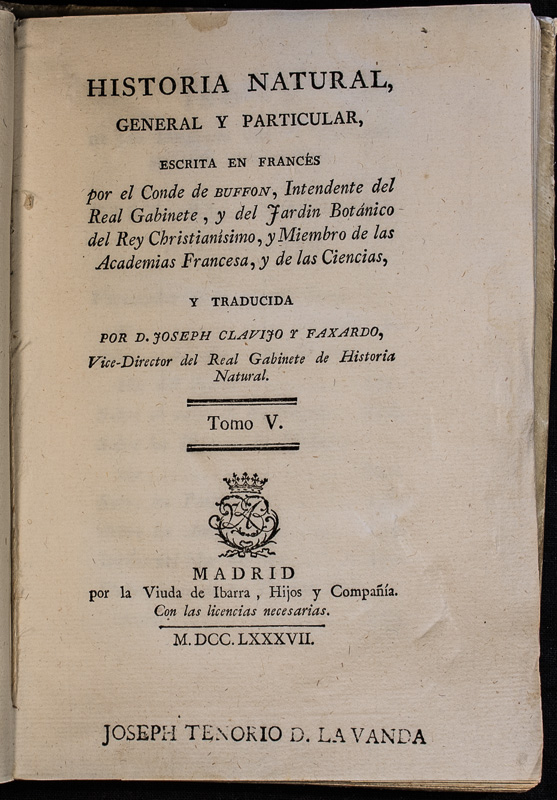 HISTORIA NATURAL,
GENERAL Y PARTICULAR,
ESCRITA EN FRANCÉS
por el Conde de BUFFON, Intendente del
Real Gabinete, y del Jardin Botánico
del Rey Christianísimo, y Miembro de las
Academias Francesa, y de las Ciencias,
Y TRADUCIDA
POR D. JOSEPH CLAVIJO Y FAXARDO,
Vice-Director del Real Gabinete de Historia
Natural.
Tomo V.
MADRID
por la Viuda de Ibarra, Hijos y Compañía.
Con las licencias necesarias.
M. DCC. LXXXVII.
JOSEPH TENORIO D. LA VANDA